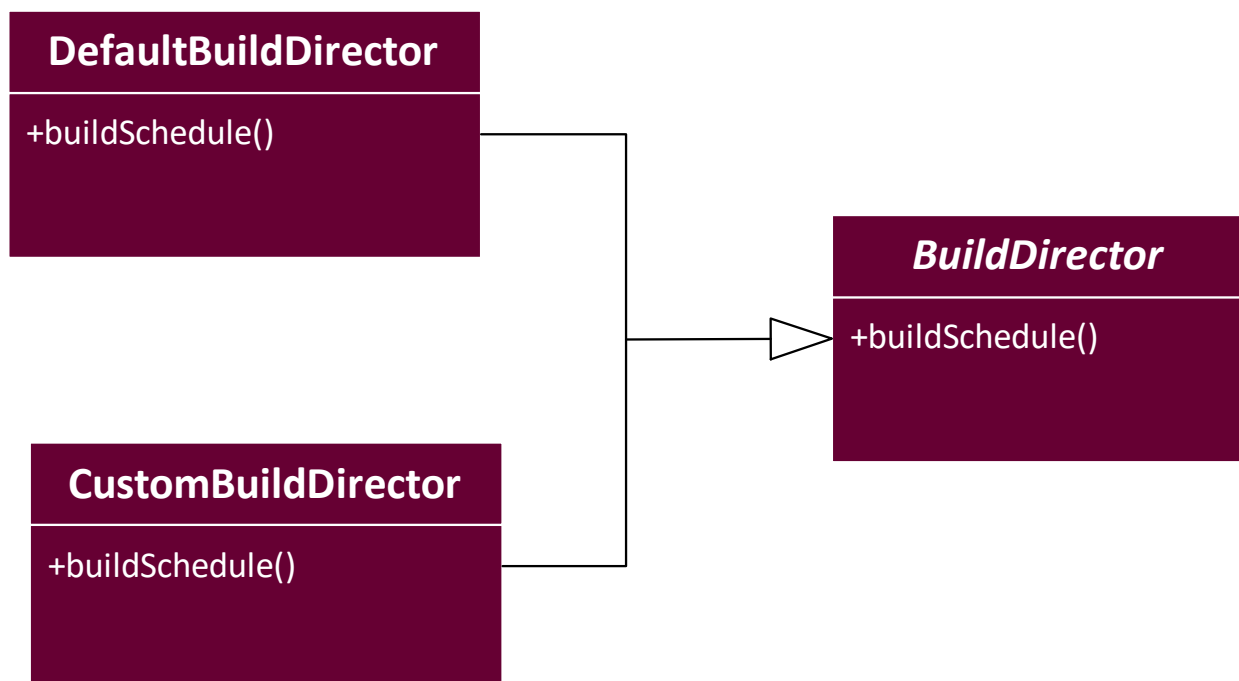 DefaultBuildDirector
+buildSchedule()
BuildDirector
+buildSchedule()
CustomBuildDirector
+buildSchedule()